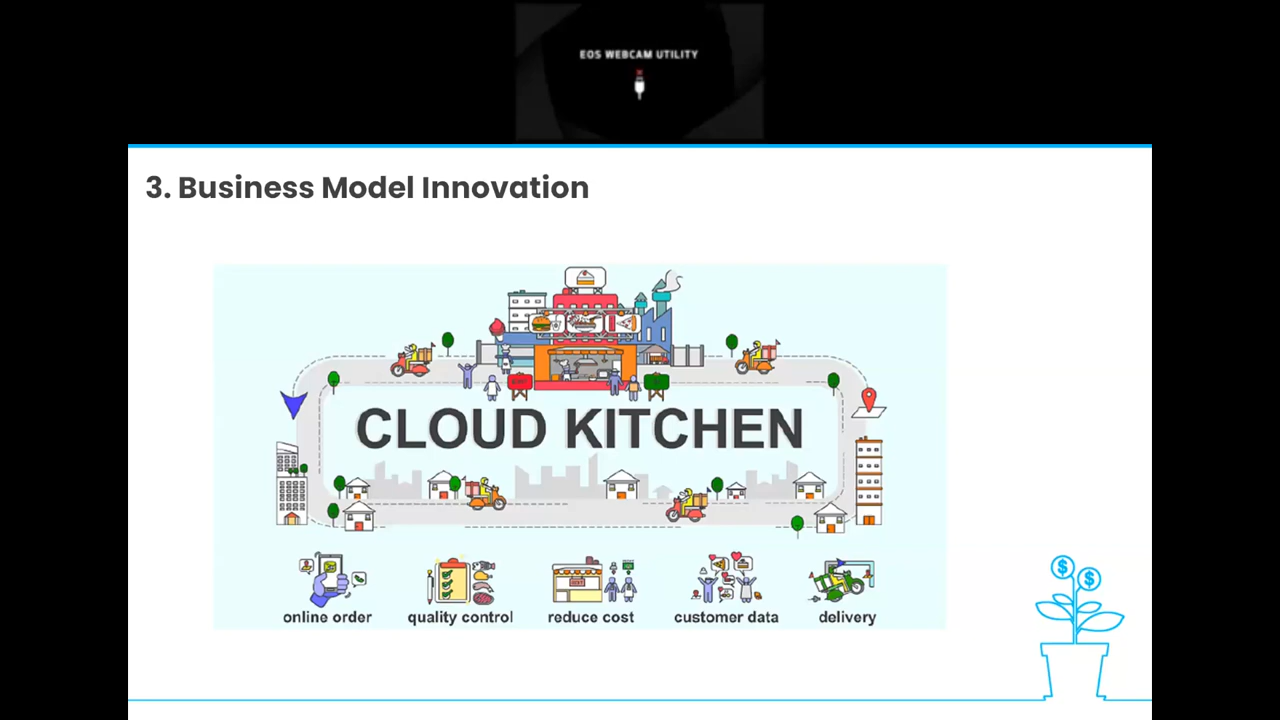 EOS WEBCAM UTILITY
3. Business Model Innovation
CLOUD KITCHEN
online order
quality control
reduce cost
customer data
delivery
$
$